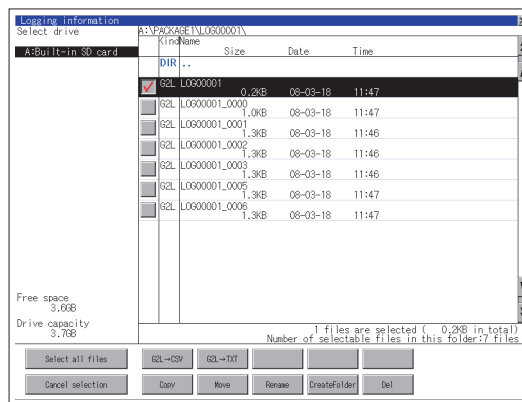 Logging information
Select drive
A:Built-in SD card
A:\PACKAGE1\LOG00001\
Kind Name
Size Date Time
DIR ..
G2L LOG00001
0.2KB 08-03-18 11:47
G2L LOG00001_0000
1.0KB 08-03-18 11:47
G2L LOG00001_0001
1.3KB 08-03-18 11:46
G2L LOG00001_0002
1.3KB 08-03-18 11:46
G2L LOG00001_0003
1.3KB 08-03-18 11:46
G2L LOG00001_0005
1.3KB 08-03-18 11:47
G2L LOG00001_0006
1.3KB 08-03-18 11:47
Free space
3.6GB
Drive capacity
3.7GB
1 files are selected ( 0.2KB in total)
Number of selectable files in this folder:7 files
Select all files G2L→CSV G2L→TXT
Cancel selection Copy Move Rename CreateFolder Del